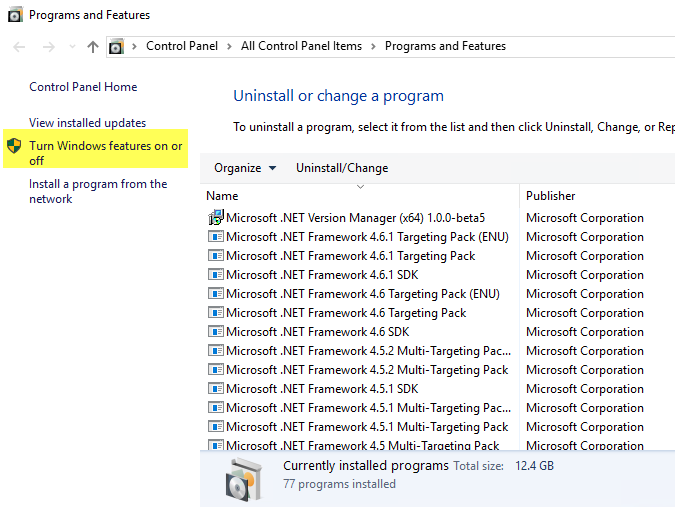 Programs and Features
Control Panel > All Control Panel Items > Programs and Features
Control Panel Home
View installed updates
Turn Windows features on or
off
Install a program from the
network
Uninstall or change a program
To uninstall a program, select it from the list and then click Uninstall, Change, or Rep
Organize Uninstall/Change
Name Publisher
Microsoft .NET Version Manager (x64) 1.0.0-beta5 Microsoft Corporation
Microsoft .NET Framework 4.6.1 Targeting Pack (ENU) Microsoft Corporation
Microsoft .NET Framework 4.6.1 Targeting Pack Microsoft Corporation
Microsoft .NET Framework 4.6.1 SDK Microsoft Corporation
Microsoft .NET Framework 4.6 Targeting Pack (ENU) Microsoft Corporation
Microsoft .NET Framework 4.6 Targeting Pack Microsoft Corporation
Microsoft .NET Framework 4.6 SDK Microsoft Corporation
Microsoft .NET Framework 4.5.2 Multi-Targeting Pac... Microsoft Corporation
Microsoft .NET Framework 4.5.2 Multi-Targeting Pack Microsoft Corporation
Microsoft .NET Framework 4.5.1 SDK Microsoft Corporation
Microsoft .NET Framework 4.5.1 Multi-Targeting Pac... Microsoft Corporation
Microsoft .NET Framework 4.5.1 Multi-Targeting Pack Microsoft Corporation
Microsoft .NET Framework 4.5 Multi-Targeting Pack Microsoft Corporation
Currently installed programs Total size: 12.4 GB
77 programs installed